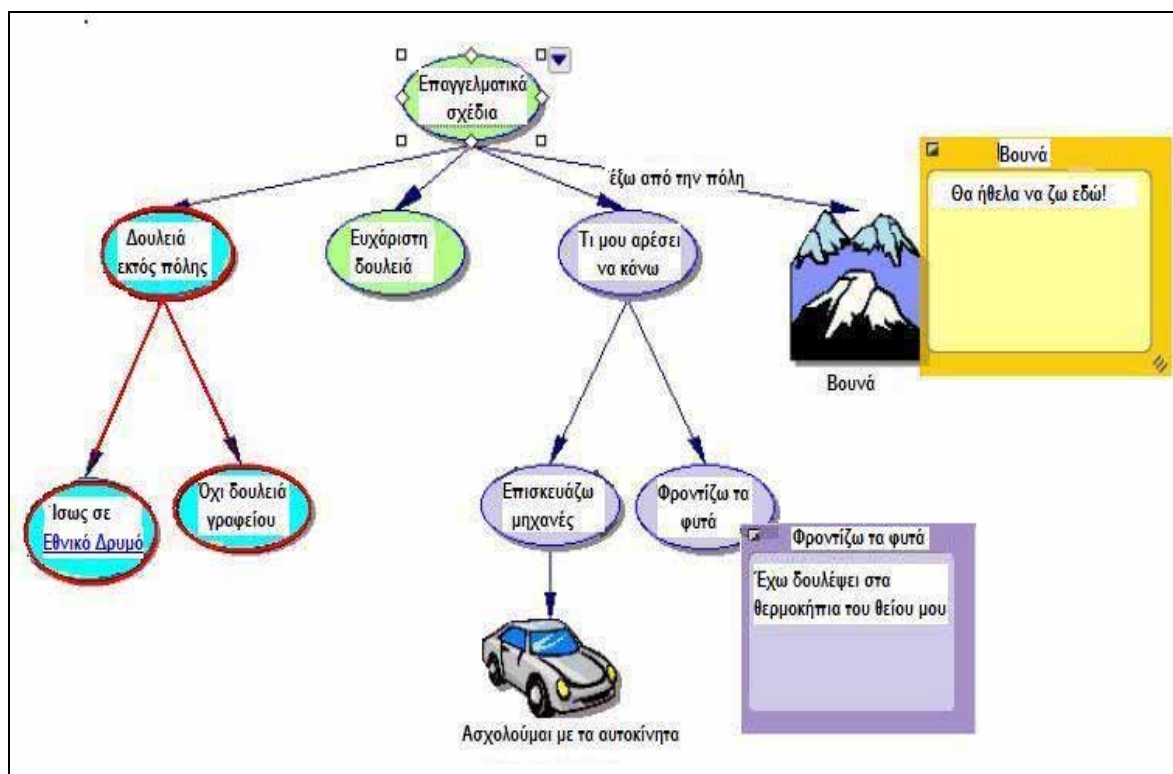 Επαγγελματικά
σχέδια
έξω από την πόλη
Βουνά
Θα ήθελα να ζω εδώ!
Δουλειά
εκτός πόλης
Ευχάριστη
δουλειά
Τι μου αρέσει
να κάνω
Βουνά
Ίσως σε
Εθνικό Δρυμό
Όχι δουλειά
γραφείου
Επισκευάζω
μηχανές
Φροντίζω τα
φυτά
Φροντίζω τα φυτά
Έχω δουλέψει στα
θερμοκήπια του θείου μου
Ασχολούμαι με τα αυτοκίνητα